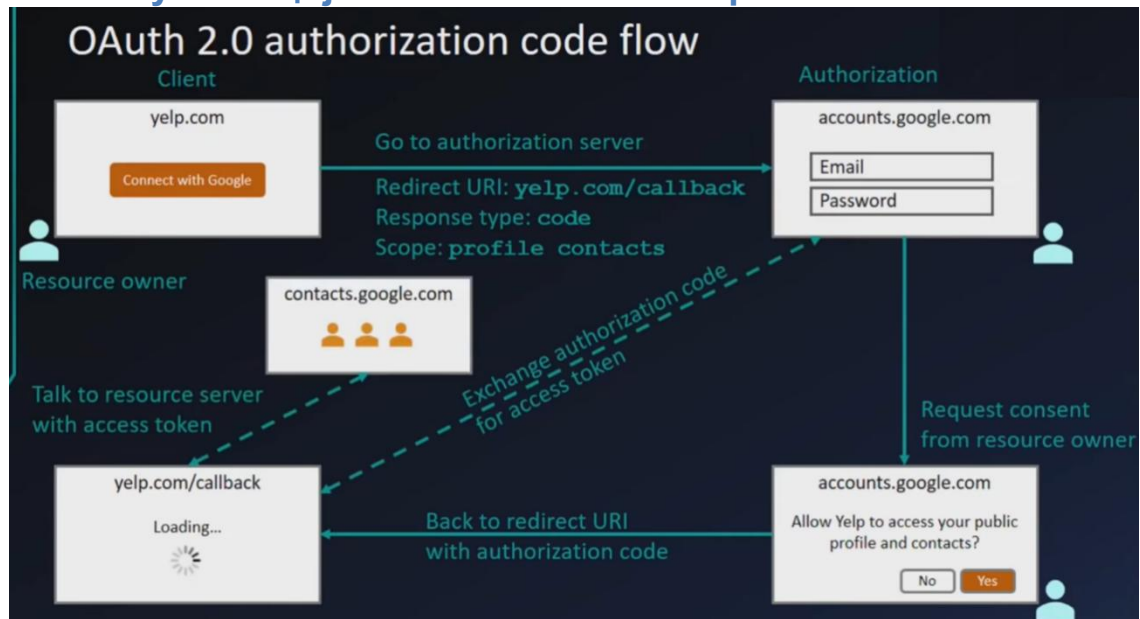 OAuth 2.0 authorization code flow
Client
Authorization
yelp.com
Connect with Google
Go to authorization server
Redirect URI: yelp.com/callback
Response type: code
Scope: profile contacts
accounts.google.com
Email
Password
Resource owner
contacts.google.com
Exchange authorization code
for access token
Talk to resource server
with access token
Request consent
from resource owner
yelp.com/callback
Loading...
Back to redirect URI
with authorization code
accounts.google.com
Allow Yelp to access your public
profile and contacts?
No
Yes